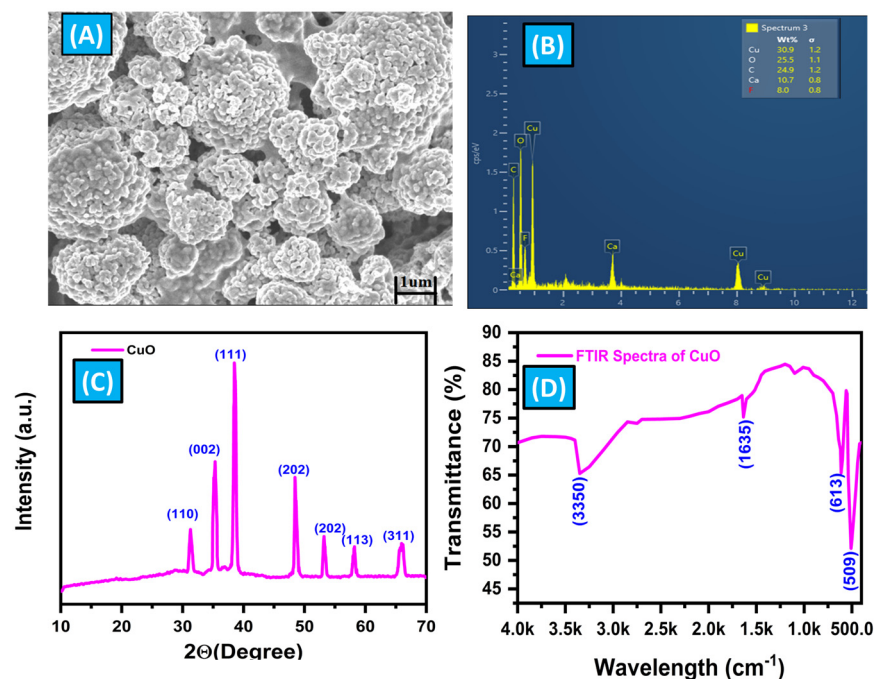 (A)
1um
(B)
Spectrum 3
Wt% σ
Cu 30.9 1.2
O 25.5 1.1
C 24.9 1.2
Ca 10.7 0.8
F 8.0 0.8
cps/eV
3
2
1
0.5
0
C
O
Cu
F
Ca
Ca
Cu
Cu
2 4 6 8 10 12
(C)
CuO
(110)
(002)
(111)
(202)
(202)
(113)
(311)
Intensity (a.u.)
10 20 30 40 50 60 70
2Θ(Degree)
(D)
FTIR Spectra of CuO
90
85
80
75
70
65
60
55
50
45
Transmittance (%)
(3350)
(1635)
(613)
(509)
4.0k 3.5k 3.0k 2.5k 2.0k 1.5k 1.0k 500.0
Wavelength (cm⁻¹)